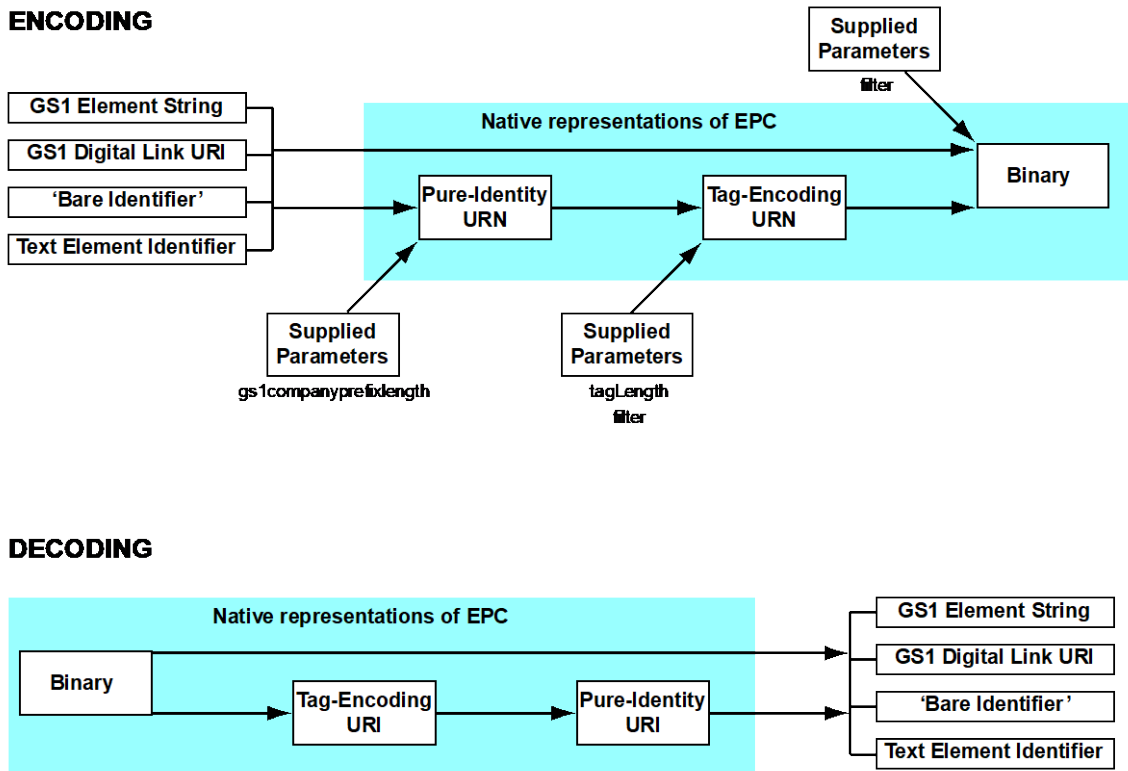 ENCODING
Supplied
Parameters
filter
GS1 Element String
GS1 Digital Link URI
‘Bare Identifier’
Text Element Identifier
Native representations of EPC
Pure-Identity
URN
Tag-Encoding
URN
Binary
Supplied
Parameters
gs1companyprefixlength
Supplied
Parameters
tagLength
filter
DECODING
Native representations of EPC
Binary
Tag-Encoding
URI
Pure-Identity
URI
GS1 Element String
GS1 Digital Link URI
‘Bare Identifier’
Text Element Identifier